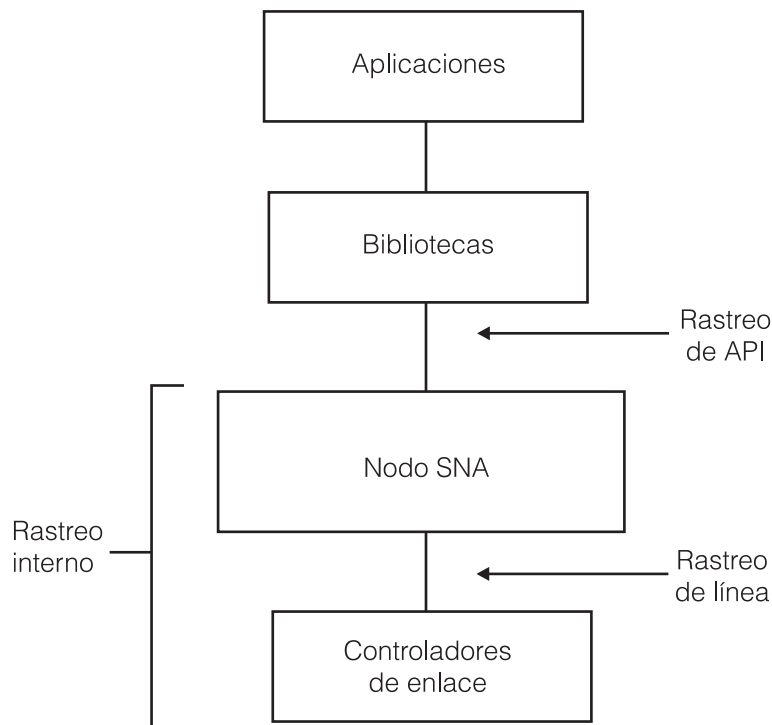 Aplicaciones
Bibliotecas
Rastreo
de API
Nodo SNA
Rastreo
interno
Rastreo
de línea
Controladores
de enlace